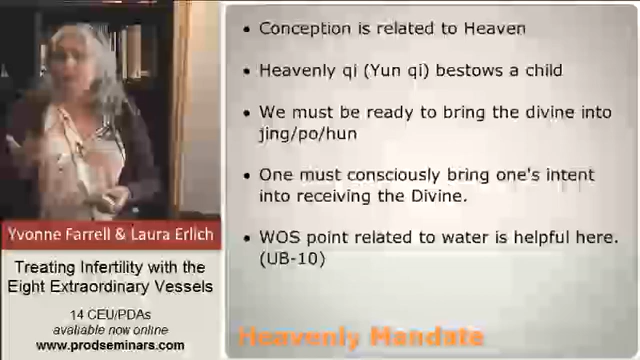 • Conception is related to Heaven
• Heavenly qi (Yun qi) bestows a child
• We must be ready to bring the divine into
jing/po/hun
• One must consciously bring one's intent
into receiving the Divine.
• WOS point related to water is helpful here.
(UB-10)
Heavenly Mandate
Yvonne Farrell & Laura Erlich
Treating Infertility with the
Eight Extraordinary Vessels
14 CEU/PDAs
available now online
www.prodseminars.com